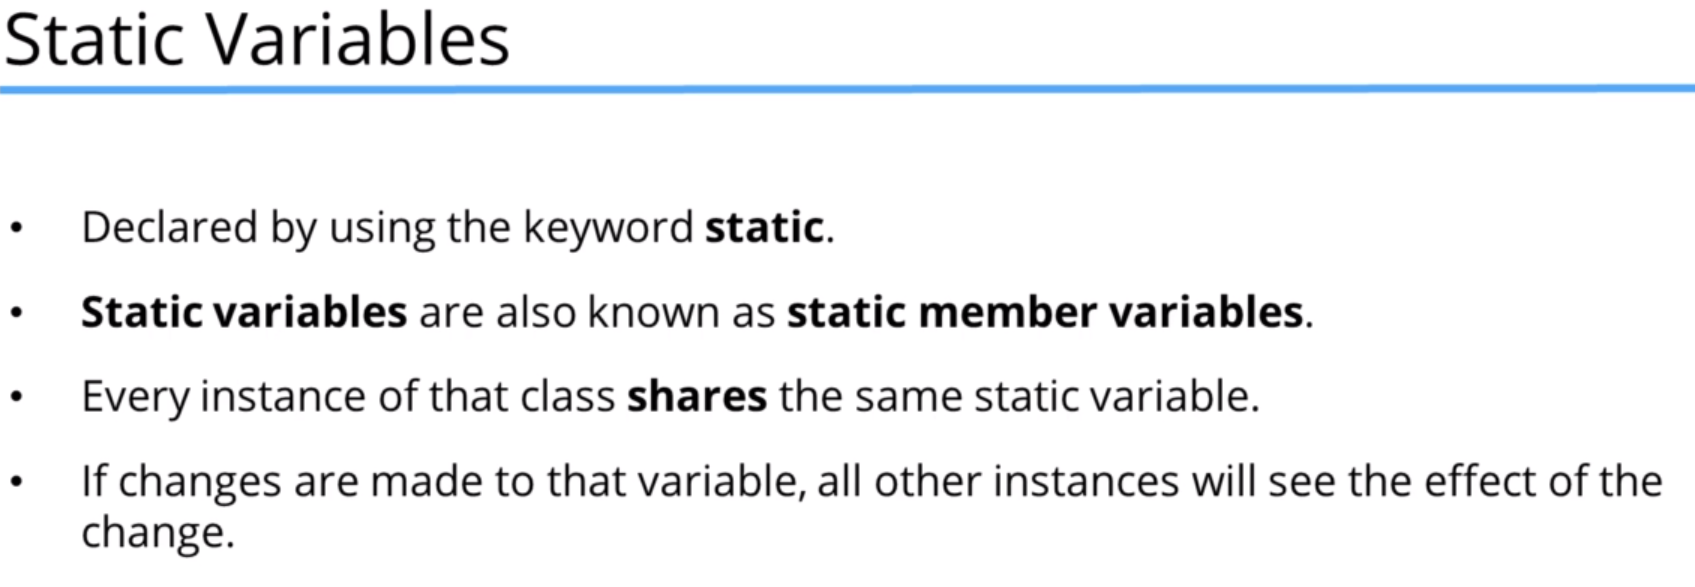 Static Variables
• Declared by using the keyword static.
• Static variables are also known as static member variables.
• Every instance of that class shares the same static variable.
• If changes are made to that variable, all other instances will see the effect of the
change.